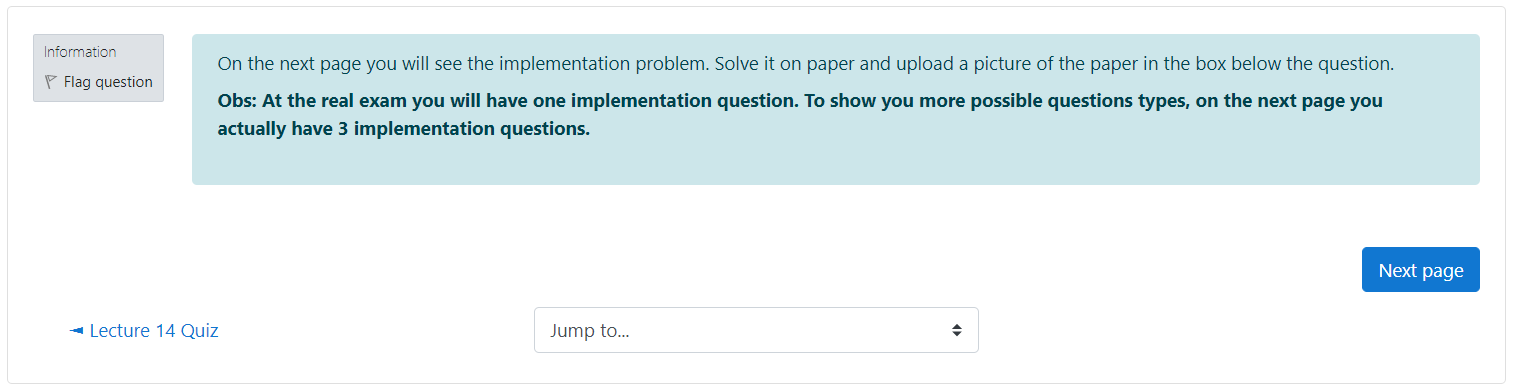 Information
Flag question
On the next page you will see the implementation problem. Solve it on paper and upload a picture of the paper in the box below the question.
Obs: At the real exam you will have one implementation question. To show you more possible questions types, on the next page you
actually have 3 implementation questions.
Next page
◄ Lecture 14 Quiz
Jump to...